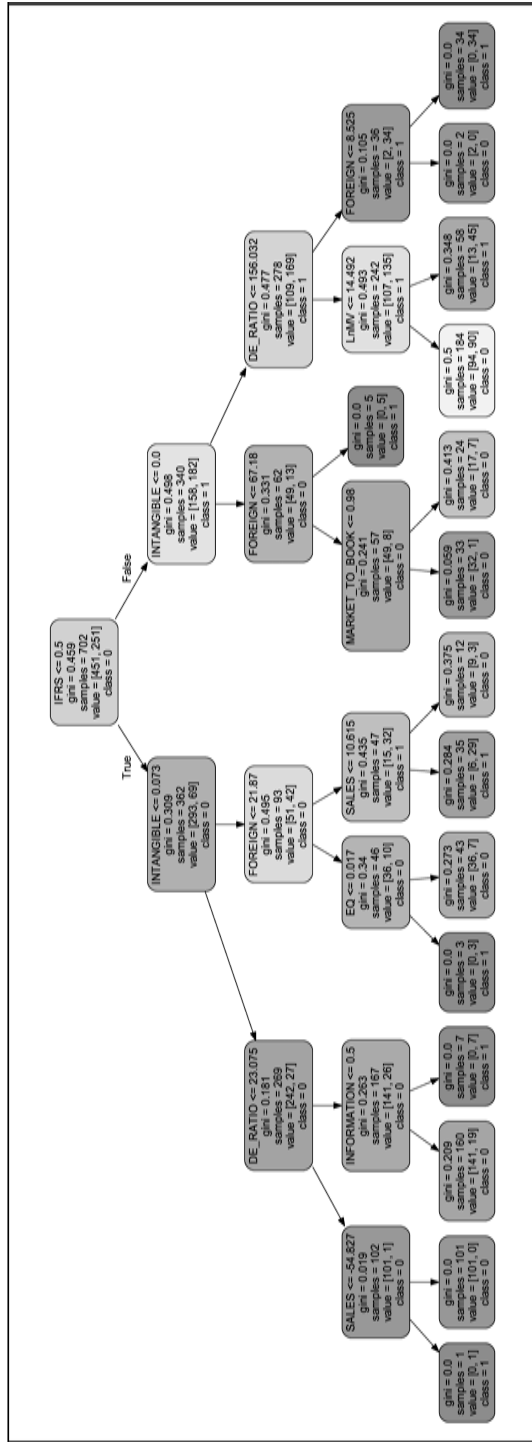 IFRS <= 0.5
gini = 0.459
samples = 702
value = [451, 251]
class = 0
True
False
INTANGIBLE <= 0.073
gini = 0.309
samples = 362
value = [293, 69]
class = 0
INTANGIBLE <= 0.0
gini = 0.498
samples = 340
value = [158, 182]
class = 1
DE_RATIO <= 23.075
gini = 0.181
samples = 269
value = [242, 27]
class = 0
FOREIGN <= 21.87
gini = 0.495
samples = 93
value = [51, 42]
class = 0
FOREIGN <= 67.18
gini = 0.331
samples = 62
value = [49, 13]
class = 0
DE_RATIO <= 156.032
gini = 0.477
samples = 278
value = [109, 169]
class = 1
SALES <= -54.827
gini = 0.019
samples = 102
value = [101, 1]
class = 0
INFORMATION <= 0.5
gini = 0.263
samples = 167
value = [141, 26]
class = 0
EQ <= 0.017
gini = 0.34
samples = 46
value = [36, 10]
class = 0
SALES <= 10.615
gini = 0.435
samples = 47
value = [15, 32]
class = 1
MARKET_TO_BOOK <= 0.98
gini = 0.241
samples = 57
value = [49, 8]
class = 0
gini = 0.0
samples = 5
value = [0, 5]
class = 1
LnMV <= 14.492
gini = 0.493
samples = 242
value = [107, 135]
class = 1
FOREIGN <= 8.525
gini = 0.105
samples = 36
value = [2, 34]
class = 1
gini = 0.0
samples = 1
value = [0, 1]
class = 1
gini = 0.0
samples = 101
value = [101, 0]
class = 0
gini = 0.209
samples = 160
value = [141, 19]
class = 0
gini = 0.0
samples = 7
value = [0, 7]
class = 1
gini = 0.0
samples = 3
value = [0, 3]
class = 1
gini = 0.273
samples = 43
value = [36, 7]
class = 0
gini = 0.284
samples = 35
value = [6, 29]
class = 1
gini = 0.375
samples = 12
value = [9, 3]
class = 0
gini = 0.059
samples = 33
value = [32, 1]
class = 0
gini = 0.413
samples = 24
value = [17, 7]
class = 0
gini = 0.5
samples = 184
value = [94, 90]
class = 0
gini = 0.348
samples = 58
value = [13, 45]
class = 1
gini = 0.0
samples = 2
value = [2, 0]
class = 0
gini = 0.0
samples = 34
value = [0, 34]
class = 1